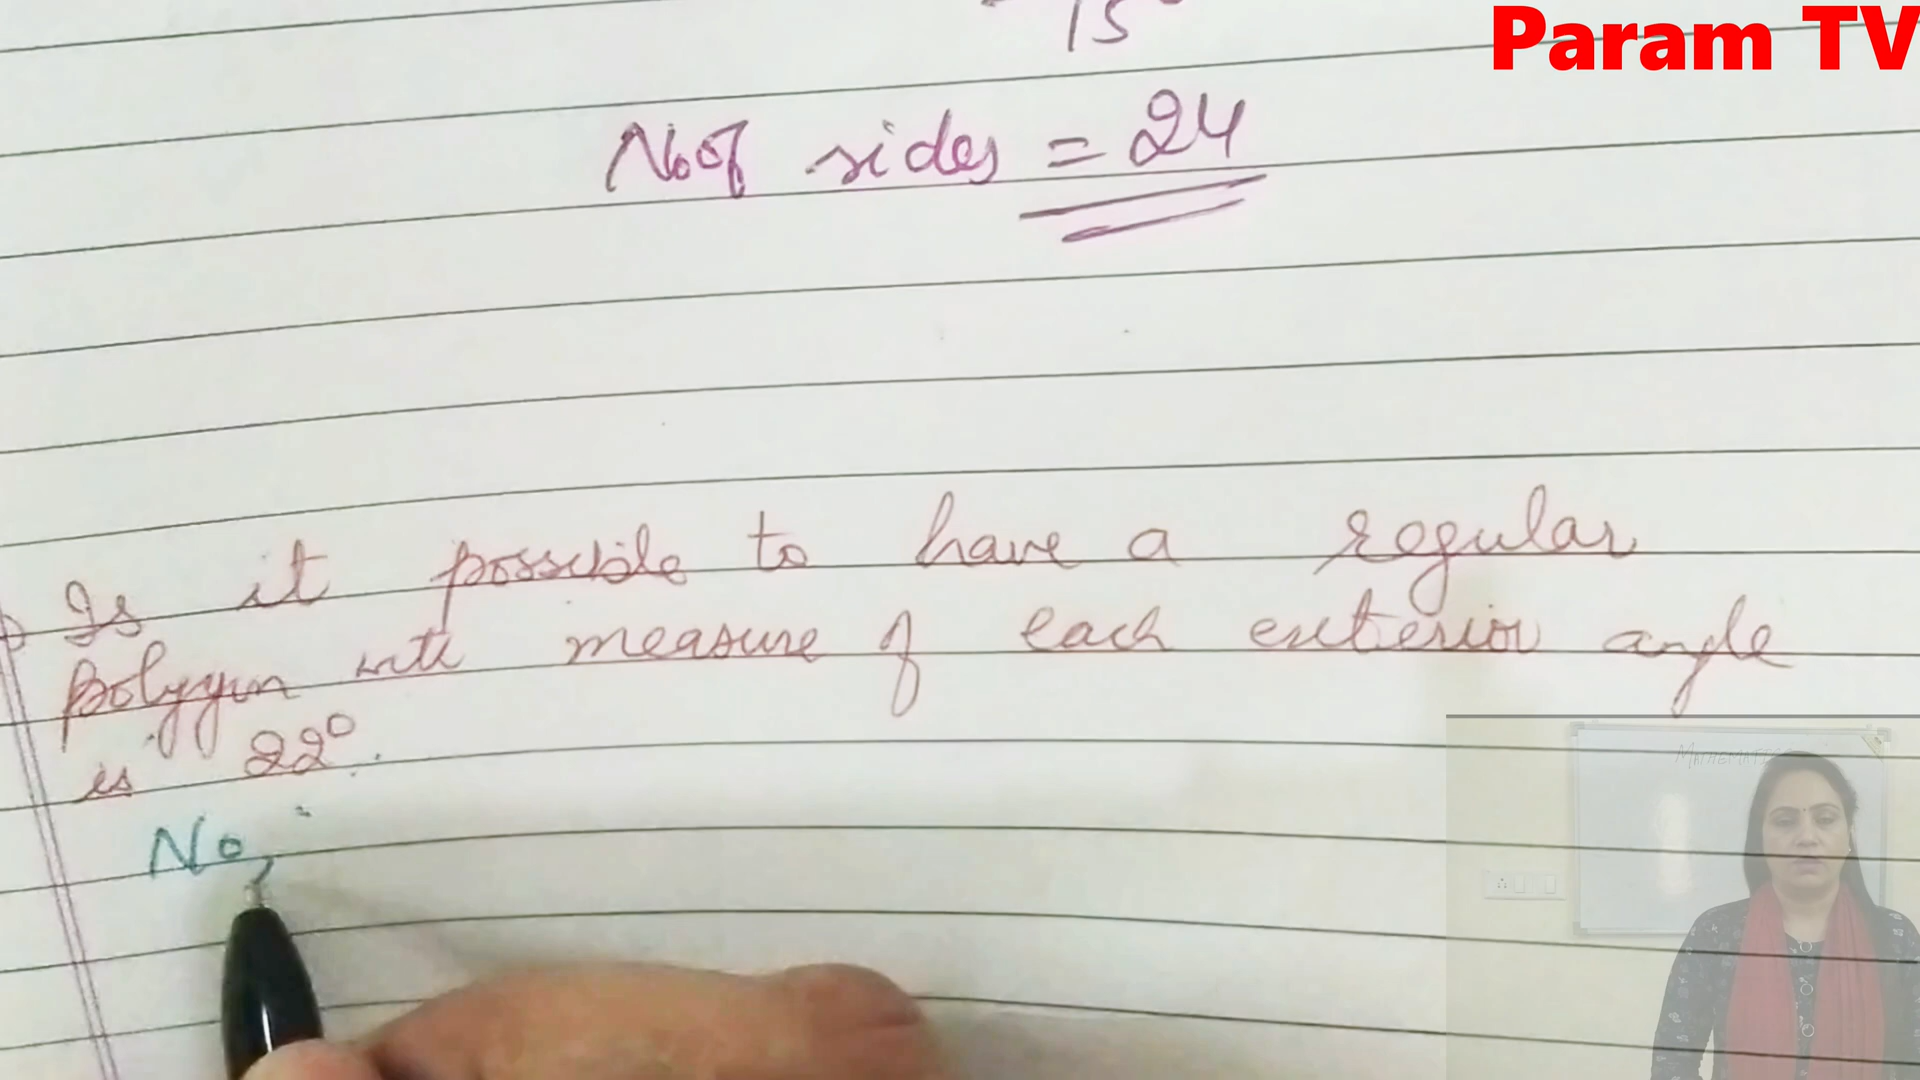 Param TV
15°
No of sides = 24
Is it possible to have a regular
polygon with measure of each exterior angle
is 22°.
No,
MATHEMATICS